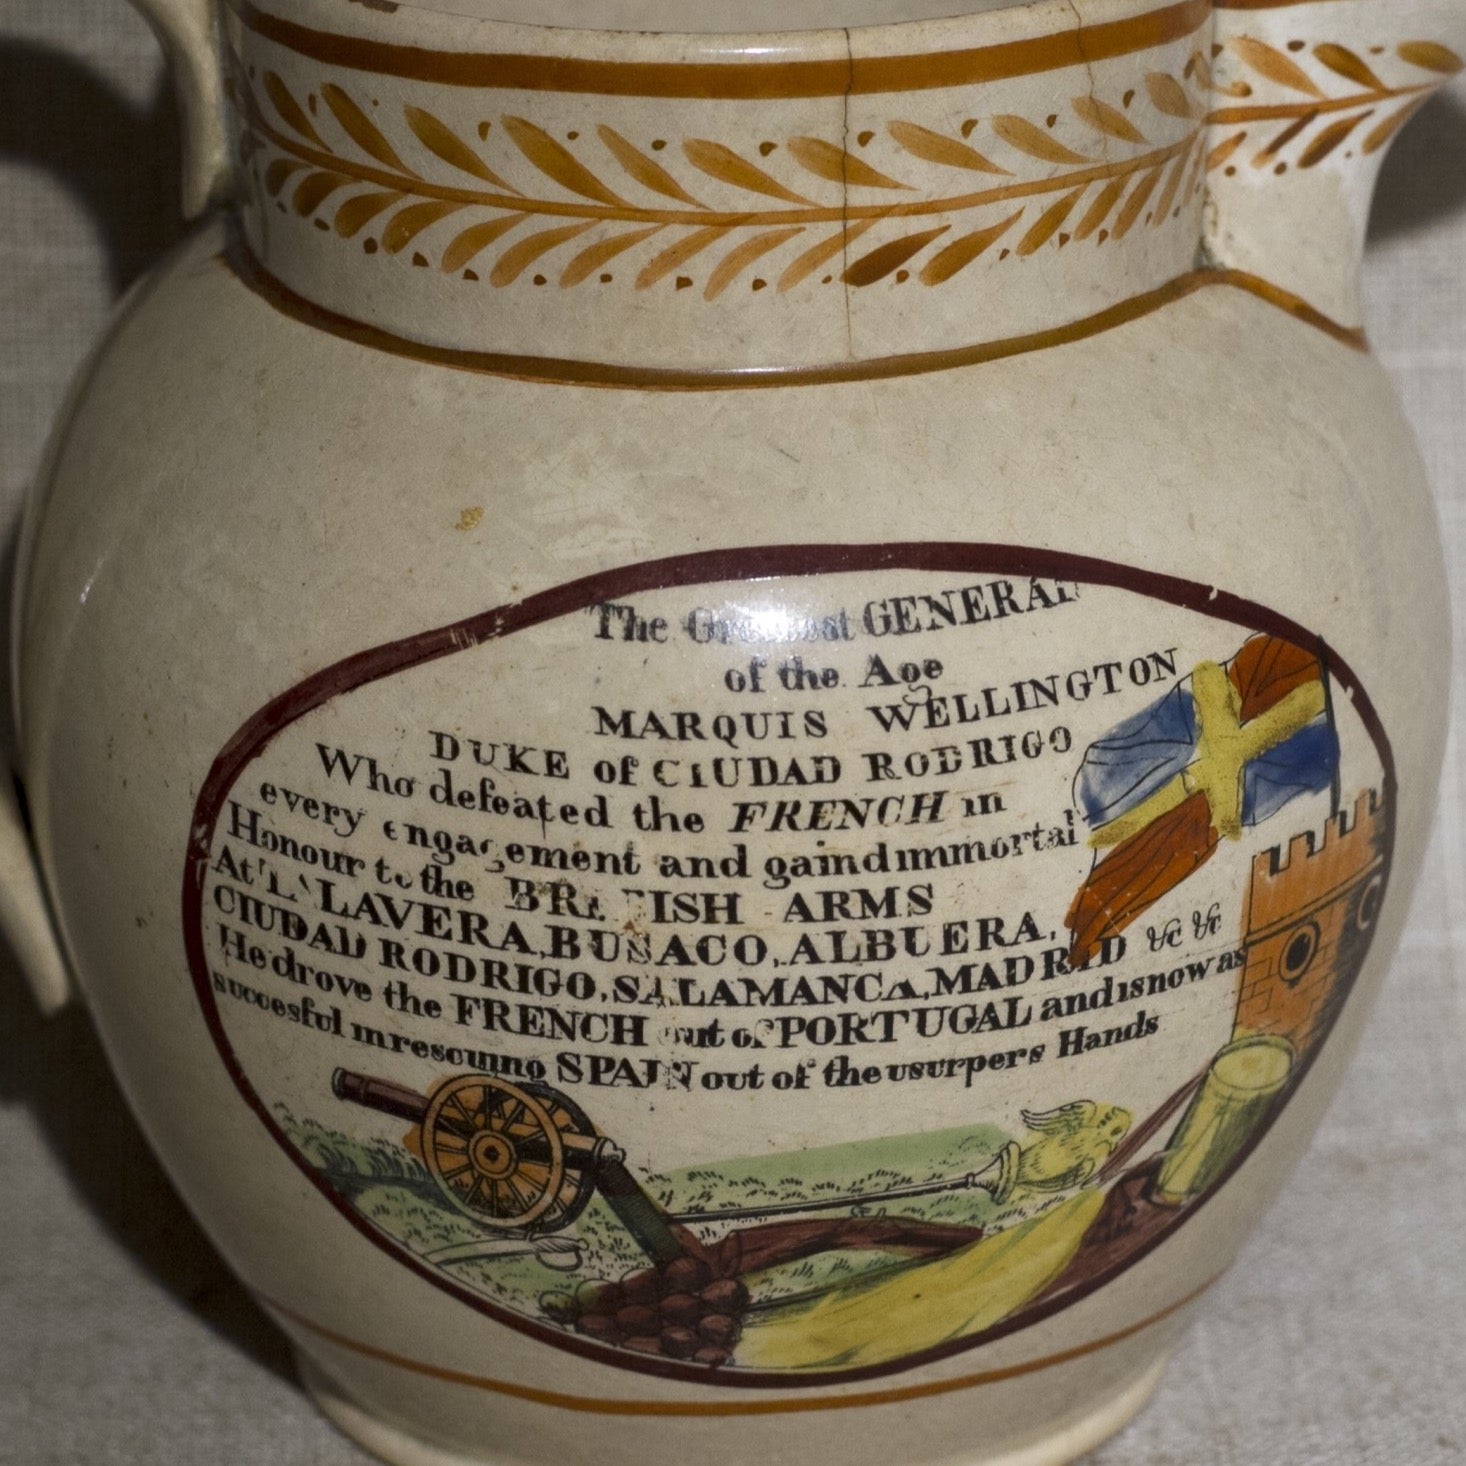 The Greatest GENERAL
of the Age
MARQUIS WELLINGTON
DUKE of CIUDAD RODRIGO
Who defeated the FRENCH in
every engagement and gaind immortal
Honour to the BRITISH ARMS
At TALAVERA, BUSACO, ALBUERA,
CIUDAD RODRIGO, SALAMANCA, MADRID &c &c
He drove the FRENCH out of PORTUGAL and is now as
succesful in rescuing SPAIN out of the usurpers Hands